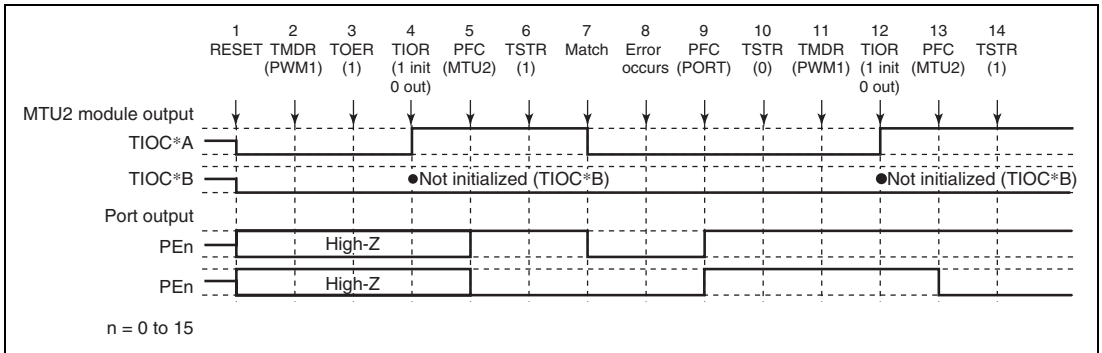 1 2 3 4 5 6 7 8 9 10 11 12 13 14
RESET TMDR TOER TIOR PFC TSTR Match Error PFC TSTR TMDR TIOR PFC TSTR
(PWM1) (1) (1 init (MTU2) (1) occurs (PORT) (0) (PWM1) (1 init (MTU2) (1)
0 out) 0 out)
MTU2 module output
TIOC*A
TIOC*B ●Not initialized (TIOC*B) ●Not initialized (TIOC*B)
Port output
PEn High-Z
PEn High-Z
n = 0 to 15